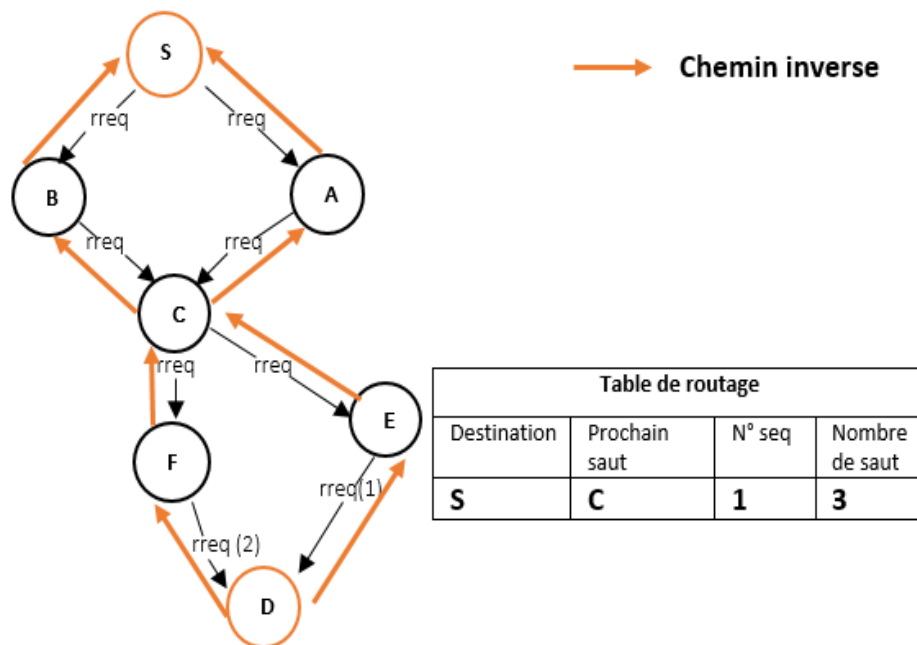 S
Chemin inverse
rreq
rreq
B
A
rreq
rreq
C
rreq
rreq
E
F
rreq(1)
rreq (2)
D
Table de routage
Destination
Prochain
saut
N° seq
Nombre
de saut
S
C
1
3